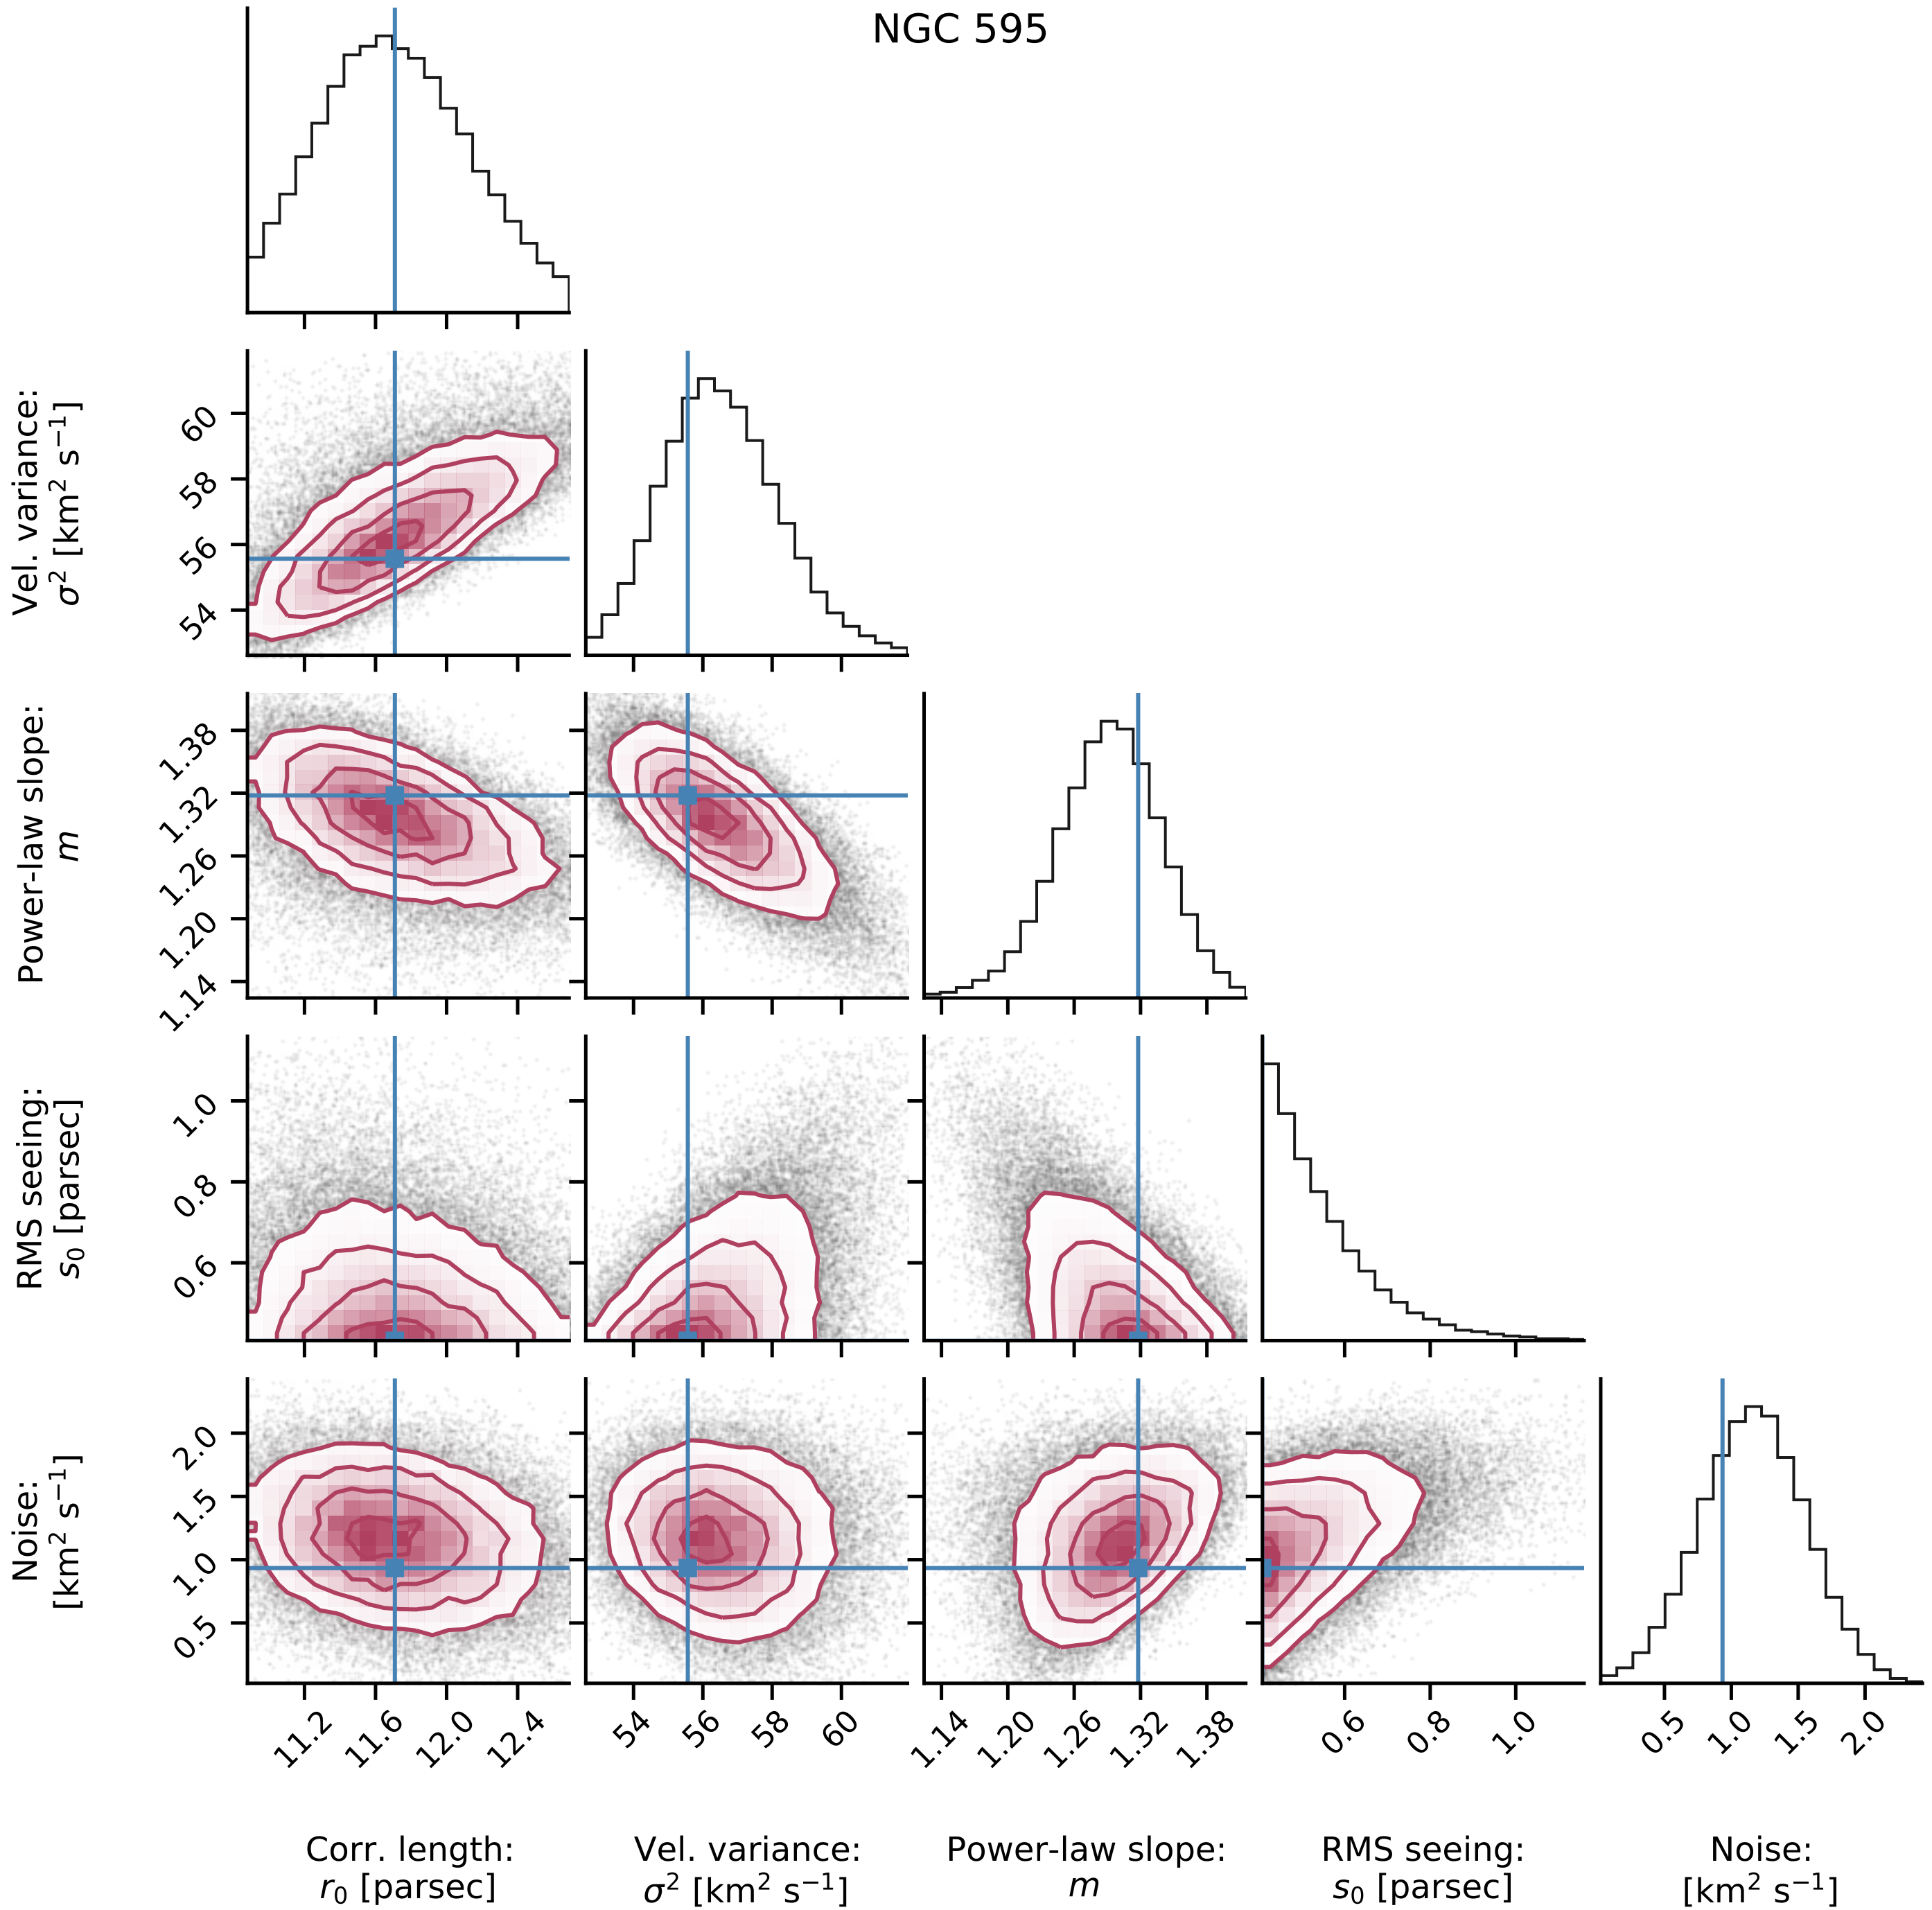 NGC 595
Vel. variance:
σ² [km² s⁻¹]
60
58
56
54
Power-law slope:
m
1.38
1.32
1.26
1.20
1.14
RMS seeing:
s₀ [parsec]
1.0
0.8
0.6
Noise:
[km² s⁻¹]
2.0
1.5
1.0
0.5
11.2 11.6 12.0 12.4 54 56 58 60 1.14 1.20 1.26 1.32 1.38 0.6 0.8 1.0 0.5 1.0 1.5 2.0
Corr. length: Vel. variance: Power-law slope: RMS seeing: Noise:
r₀ [parsec] σ² [km² s⁻¹] m s₀ [parsec] [km² s⁻¹]